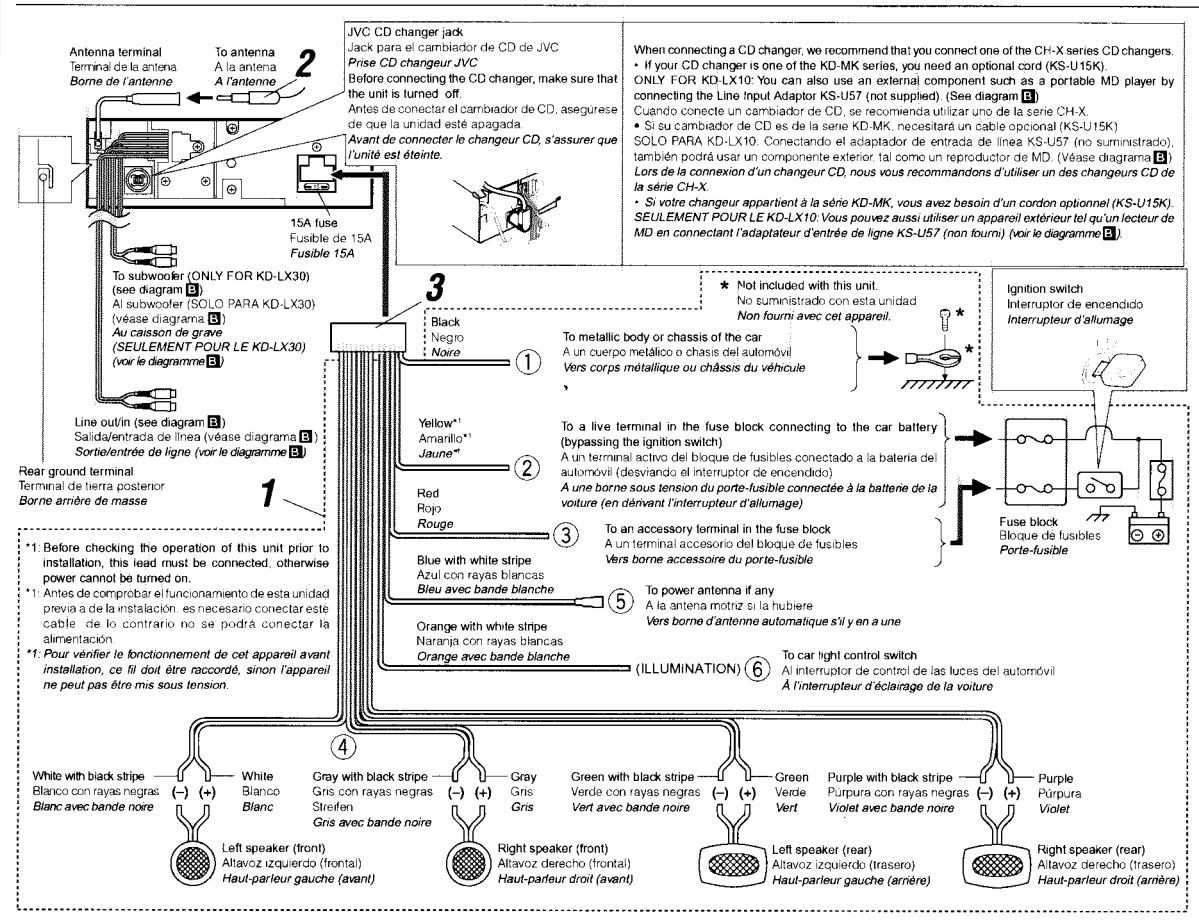 Antenna terminal
Terminal de la antena
Borne de l'antenne
To antenna
A la antena
A l'antenne
2
JVC CD changer jack
Jack para el cambiador de CD de JVC
Prise CD changeur JVC
Before connecting the CD changer, make sure that
the unit is turned off.
Antes de conectar el cambiador de CD, asegúrese
de que la unidad esté apagada.
Avant de connecter le changeur CD, s'assurer que
l'unité est éteinte.
When connecting a CD changer, we recommend that you connect one of the CH-X series CD changers.
• If your CD changer is one of the KD-MK series, you need an optional cord (KS-U15K).
ONLY FOR KD-LX10: You can also use an external component such as a portable MD player by
connecting the Line Input Adaptor KS-U57 (not supplied). (See diagram B)
Cuando conecte un cambiador de CD, se recomienda utilizar uno de la serie CH-X.
• Si su cambiador de CD es de la serie KD-MK, necesitará un cable opcional (KS-U15K)
SOLO PARA KD-LX10: Conectando el adaptador de entrada de línea KS-U57 (no suministrado),
también podrá usar un componente exterior, tal como un reproductor de MD. (Véase diagrama B)
Lors de la connexion d'un changeur CD, nous vous recommandons d'utiliser un des changeurs CD de
la série CH-X.
• Si votre changeur appartient à la série KD-MK, vous avez besoin d'un cordon optionnel (KS-U15K).
SEULEMENT POUR LE KD-LX10: Vous pouvez aussi utiliser un appareil extérieur tel qu'un lecteur de
MD en connectant l'adaptateur d'entrée de ligne KS-U57 (non fourni) (voir le diagramme B).
15A fuse
Fusible de 15A
Fusible 15A
To subwoofer (ONLY FOR KD-LX30)
(see diagram B)
Al subwoofer (SOLO PARA KD-LX30)
(véase diagrama B)
Au caisson de grave
(SEULEMENT POUR LE KD-LX30)
(voir le diagramme B)
Line out/in (see diagram B)
Salida/entrada de línea (véase diagrama B)
Sortie/entrée de ligne (voir le diagramme B)
Rear ground terminal
Terminal de tierra posterior
Borne arrière de masse
1
3
* Not included with this unit.
No suministrado con esta unidad
Non fourni avec cet appareil.
Ignition switch
Interruptor de encendido
Interrupteur d'allumage
Black
Negro
Noire
1
To metallic body or chassis of the car
A un cuerpo metálico o chasis del automóvil
Vers corps métallique ou châssis du véhicule
*
*
Yellow*1
Amarillo*1
Jaune*1
2
To a live terminal in the fuse block connecting to the car battery
(bypassing the ignition switch)
A un terminal activo del bloque de fusibles conectado a la batería del
automóvil (desviando el interruptor de encendido)
A une borne sous tension du porte-fusible connectée à la batterie de la
voiture (en dérivant l'interrupteur d'allumage)
Red
Rojo
Rouge
3
To an accessory terminal in the fuse block
A un terminal accesorio del bloque de fusibles
Vers borne accessoire du porte-fusible
Fuse block
Bloque de fusibles
Porte-fusible
Blue with white stripe
Azul con rayas blancas
Bleu avec bande blanche
5
To power antenna if any
A la antena motriz si la hubiere
Vers borne d'antenne automatique s'il y en a une
Orange with white stripe
Naranja con rayas blancas
Orange avec bande blanche
(ILLUMINATION) 6
To car light control switch
Al interruptor de control de las luces del automóvil
À l'interrupteur d'éclairage de la voiture
*1: Before checking the operation of this unit prior to
installation, this lead must be connected, otherwise
power cannot be turned on.
*1: Antes de comprobar el funcionamiento de esta unidad
previa a de la instalación, es necesario conectar este
cable de lo contrario no se podrá conectar la
alimentación.
*1: Pour vérifier le fonctionnement de cet appareil avant
installation, ce fil doit être raccordé, sinon l'appareil
ne peut pas être mis sous tension.
4
White with black stripe
Blanco con rayas negras
Blanc avec bande noire
(−) (+)
White
Blanco
Blanc
Gray with black stripe
Gris con rayas negras
Streifen
Gris avec bande noire
(−) (+)
Gray
Gris
Gris
Green with black stripe
Verde con rayas negras
Vert avec bande noire
(−) (+)
Green
Verde
Vert
Purple with black stripe
Púrpura con rayas negras
Violet avec bande noire
(−) (+)
Purple
Púrpura
Violet
Left speaker (front)
Altavoz izquierdo (frontal)
Haut-parleur gauche (avant)
Right speaker (front)
Altavoz derecho (frontal)
Haut-parleur droit (avant)
Left speaker (rear)
Altavoz izquierdo (trasero)
Haut-parleur gauche (arrière)
Right speaker (rear)
Altavoz derecho (trasero)
Haut-parleur droit (arrière)